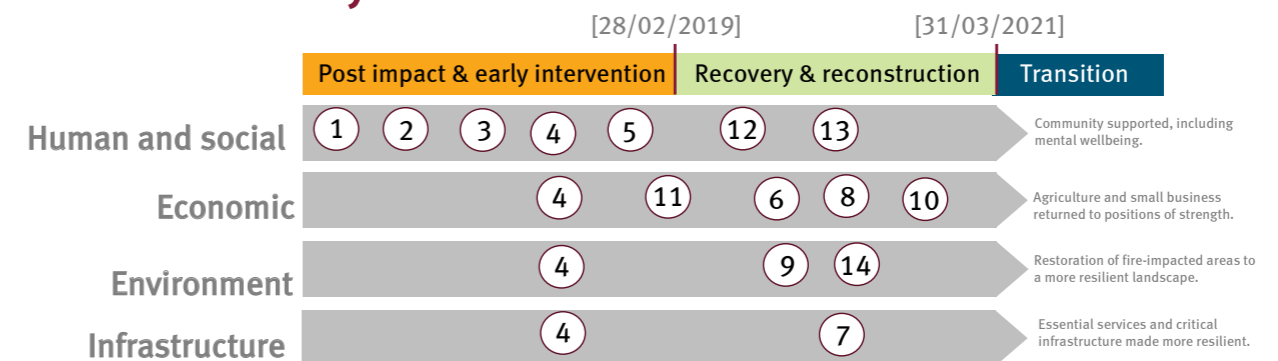 [28/02/2019] [31/03/2021]
Post impact & early intervention Recovery & reconstruction Transition
Human and social 1 2 3 4 5 12 13 Community supported, including
mental wellbeing.
Economic 4 11 6 8 10 Agriculture and small business
returned to positions of strength.
Environment 4 9 14 Restoration of fire-impacted areas to
a more resilient landscape.
Infrastructure 4 7 Essential services and critical
infrastructure made more resilient.